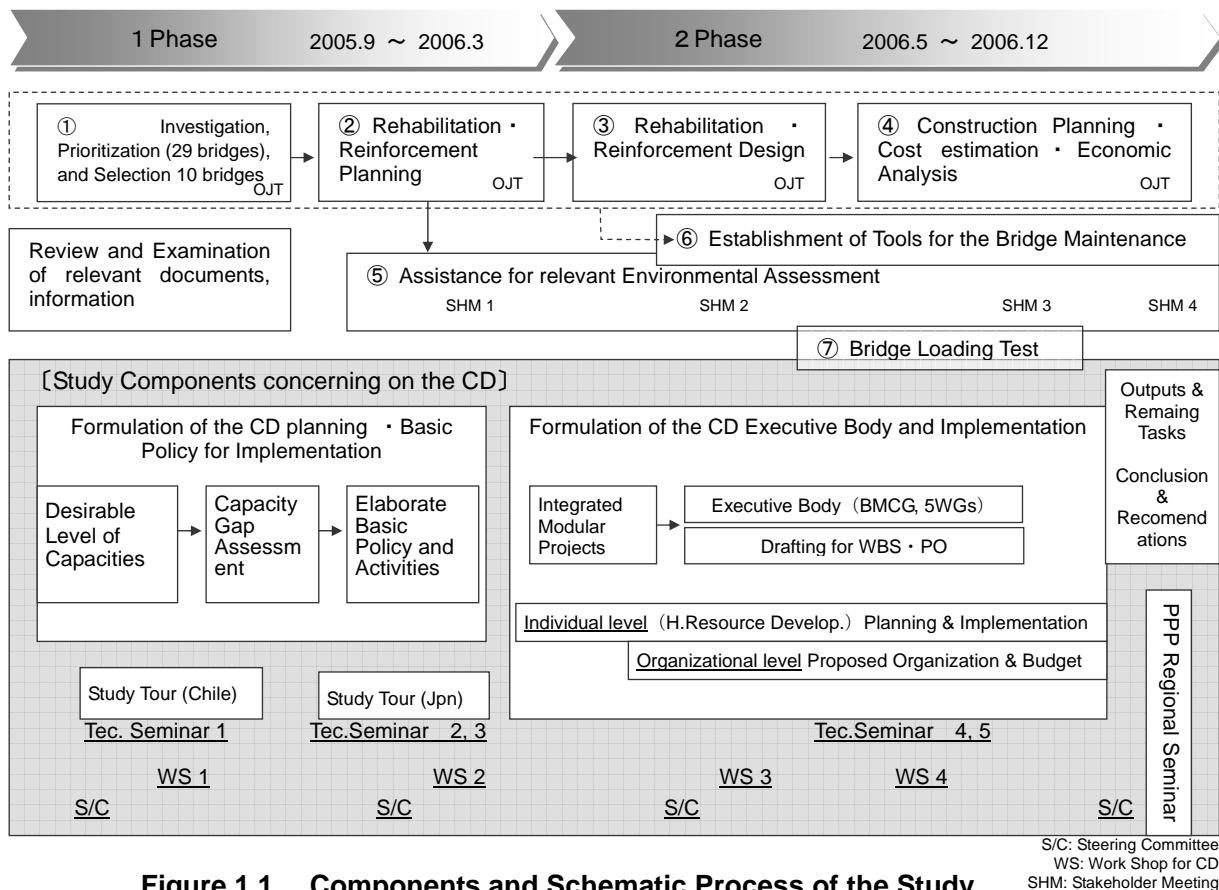 1 Phase 2005.9 ～ 2006.3
2 Phase 2006.5 ～ 2006.12
① Investigation,
Prioritization (29 bridges),
and Selection 10 bridges
OJT
② Rehabilitation・
Reinforcement
Planning
OJT
③ Rehabilitation ・
Reinforcement Design
OJT
④ Construction Planning ・
Cost estimation ・ Economic
Analysis
OJT
Review and Examination
of relevant documents,
information
⑥ Establishment of Tools for the Bridge Maintenance
⑤ Assistance for relevant Environmental Assessment
SHM 1 SHM 2 SHM 3 SHM 4
⑦ Bridge Loading Test
〔Study Components concerning on the CD〕
Formulation of the CD planning ・ Basic
Policy for Implementation
Desirable
Level of
Capacities
Capacity
Gap
Assessm
ent
Elaborate
Basic
Policy and
Activities
Formulation of the CD Executive Body and Implementation
Integrated
Modular
Projects
Executive Body（BMCG, 5WGs）
Drafting for WBS・PO
Individual level（H.Resource Develop.）Planning & Implementation
Organizational level Proposed Organization & Budget
Outputs &
Remaing
Tasks
Conclusion
&
Recomend
ations
PPP Regional Seminar
Study Tour (Chile)
Study Tour (Jpn)
Tec. Seminar 1 Tec.Seminar 2, 3 Tec.Seminar 4, 5
WS 1 WS 2 WS 3 WS 4
S/C S/C S/C S/C
S/C: Steering Committee
WS: Work Shop for CD
SHM: Stakeholder Meeting
Figure 1.1 Components and Schematic Process of the Study